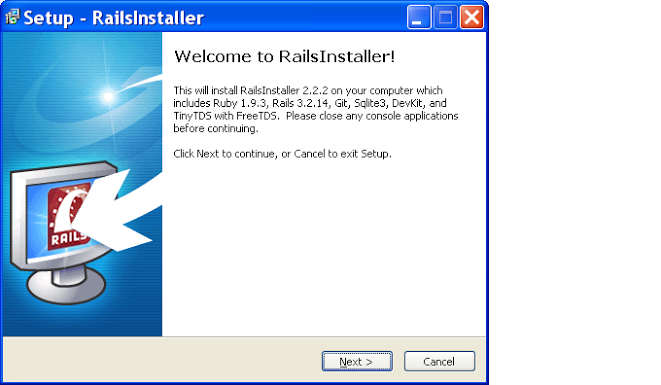 Setup - RailsInstaller
Welcome to RailsInstaller!
This will install RailsInstaller 2.2.2 on your computer which
includes Ruby 1.9.3, Rails 3.2.14, Git, Sqlite3, DevKit, and
TinyTDS with FreeTDS.  Please close any console applications
before continuing.
Click Next to continue, or Cancel to exit Setup.
RAILS
Next >
Cancel